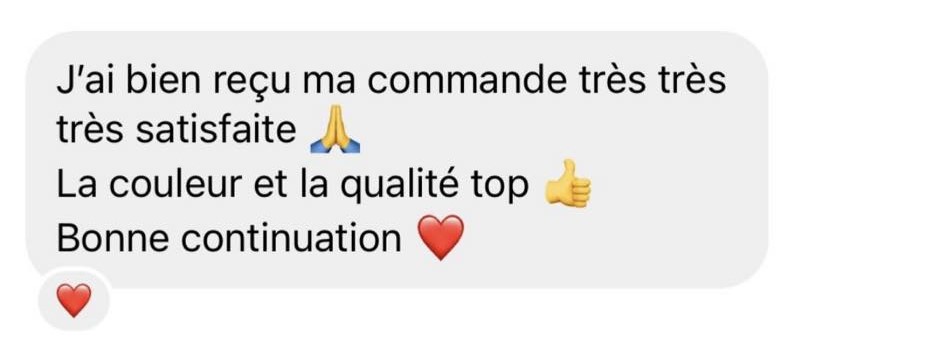 J’ai bien reçu ma commande très très
très satisfaite 🙏
La couleur et la qualité top 👍
Bonne continuation ❤️
❤️